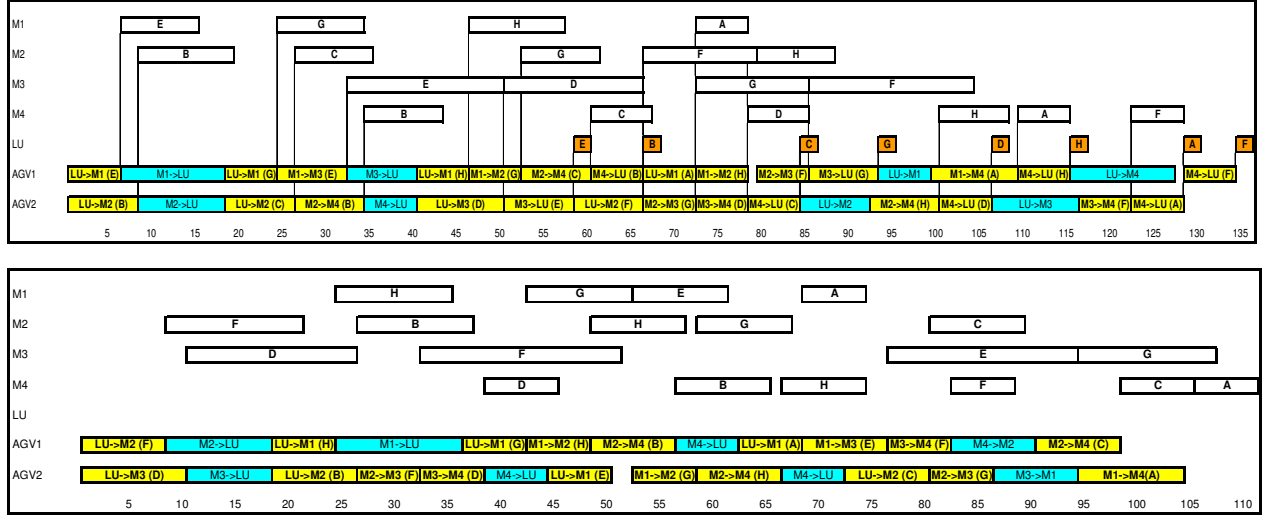 M1 E G H A
M2 B C G F H
M3 E D G F
M4 B C D H A F
LU E B C G D H A F
AGV1 LU->M1 (E) M1->LU LU->M1 (G) M1->M3 (E) M3->LU LU->M1 (H) M1->M2 (G) M2->M4 (C) M4->LU (B) LU->M1 (A) M1->M2 (H) M2->M3 (F) M3->LU (G) LU->M1 M1->M4 (A) M4->LU (H) LU->M4 M4->LU (F)
AGV2 LU->M2 (B) M2->LU LU->M2 (C) M2->M4 (B) M4->LU LU->M3 (D) M3->LU (E) LU->M2 (F) M2->M3 (G) M3->M4 (D) M4->LU (C) LU->M2 M2->M4 (H) M4->LU (D) LU->M3 M3->M4 (F) M4->LU (A)
5 10 15 20 25 30 35 40 45 50 55 60 65 70 75 80 85 90 95 100 105 110 115 120 125 130 135
M1 H G E A
M2 F B H G C
M3 D F E G
M4 D B H F C A
LU
AGV1 LU->M2 (F) M2->LU LU->M1 (H) M1->LU LU->M1 (G) M1->M2 (H) M2->M4 (B) M4->LU LU->M1 (A) M1->M3 (E) M3->M4 (F) M4->M2 M2->M4 (C)
AGV2 LU->M3 (D) M3->LU LU->M2 (B) M2->M3 (F) M3->M4 (D) M4->LU LU->M1 (E) M1->M2 (G) M2->M4 (H) M4->LU LU->M2 (C) M2->M3 (G) M3->M1 M1->M4(A)
5 10 15 20 25 30 35 40 45 50 55 60 65 70 75 80 85 90 95 100 105 110